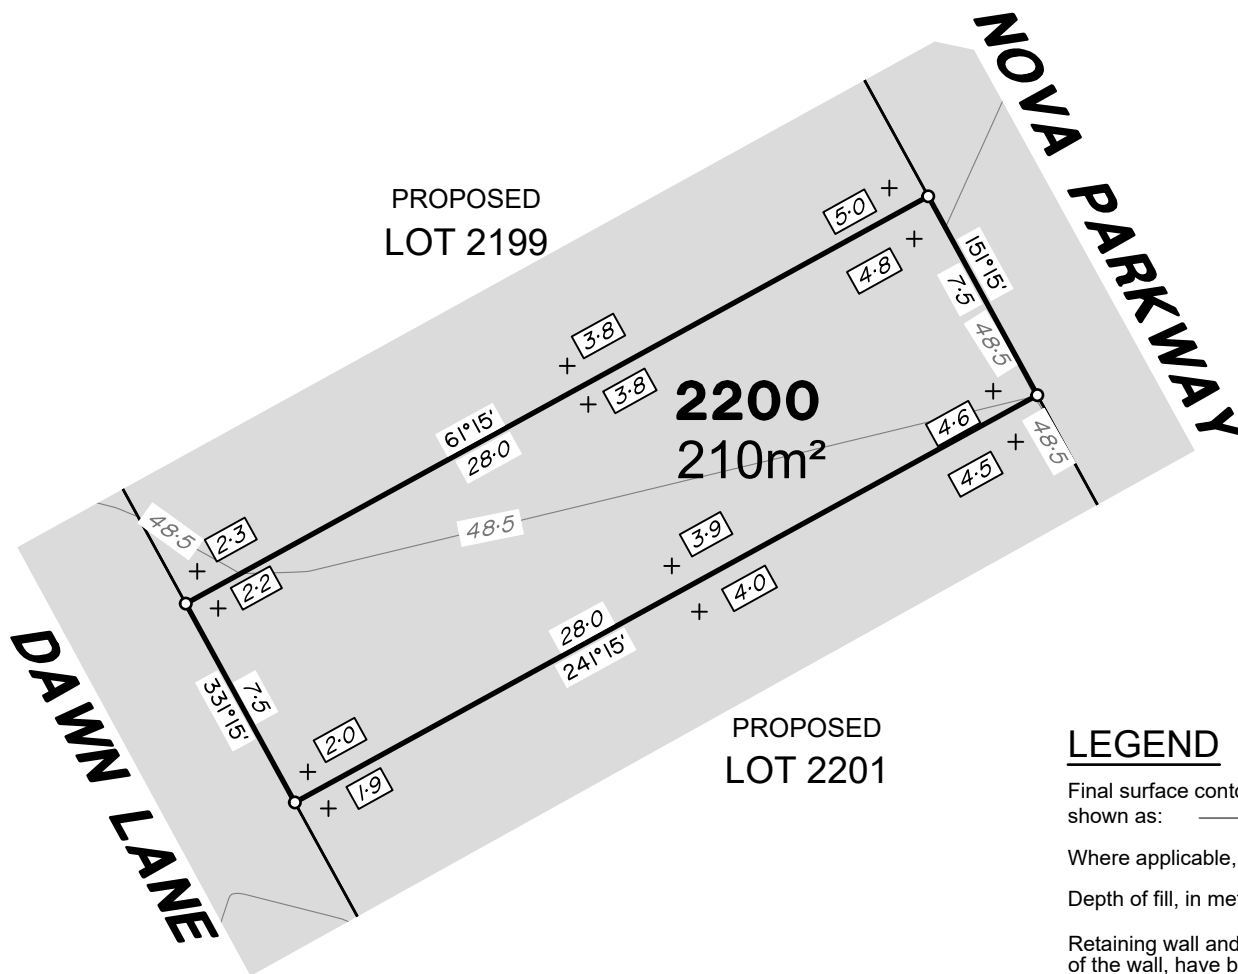 NOVA PARKWAY
PROPOSED
LOT 2199
5·0
4·8
151°15'
7·5
48·5
3·8
3·8
2200
210m²
4·6
48·5
4·5
61°15'
28·0
48·5
48·5
2·3
2·2
3·9
4·0
28·0
241°15'
7·5
331°15'
2·0
1·9
DAWN LANE
PROPOSED
LOT 2201
LEGEND
Final surface conto
shown as:
Where applicable,
Depth of fill, in met
Retaining wall and
of the wall, have b